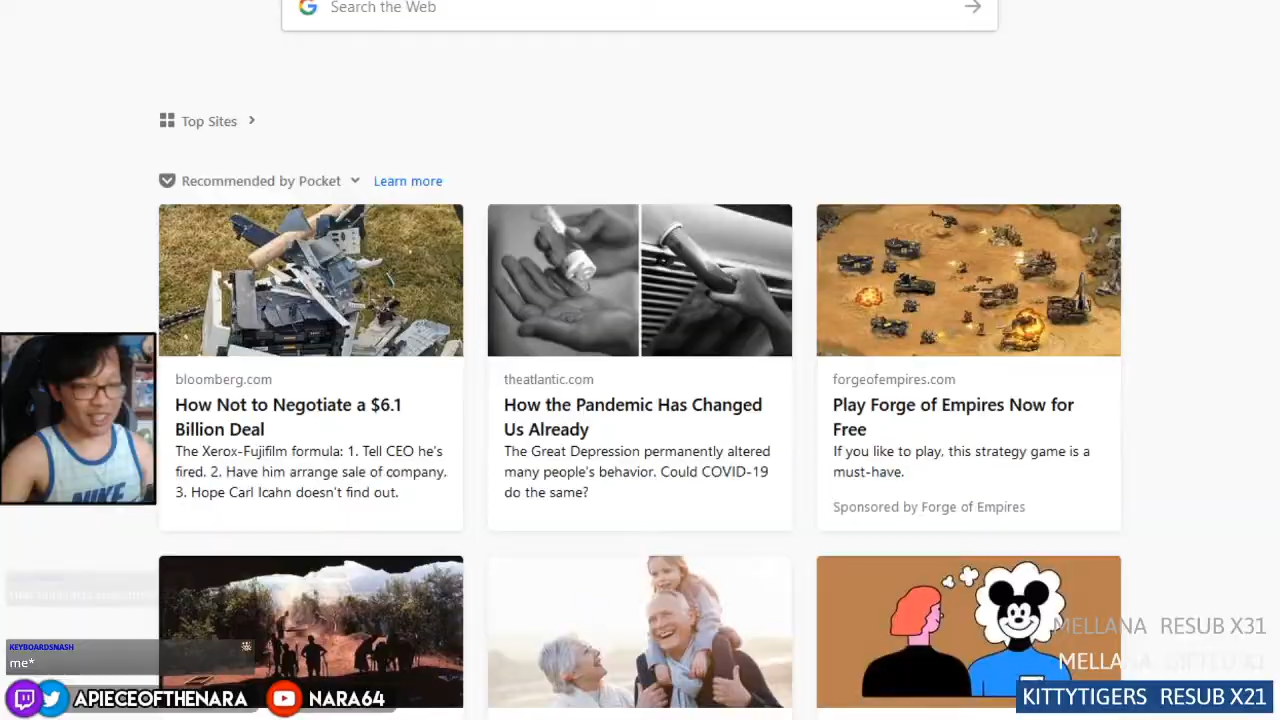 Search the Web
Top Sites
Recommended by Pocket
Learn more
bloomberg.com
How Not to Negotiate a $6.1
Billion Deal
The Xerox-Fujifilm formula: 1. Tell CEO he's
fired. 2. Have him arrange sale of company.
3. Hope Carl Icahn doesn't find out.
theatlantic.com
How the Pandemic Has Changed
Us Already
The Great Depression permanently altered
many people's behavior. Could COVID-19
do the same?
forgeofempires.com
Play Forge of Empires Now for
Free
If you like to play, this strategy game is a
must-have.
Sponsored by Forge of Empires
NIKE
KEYBOARDSNASH
me*
APIECEOFTHENARA
NARA64
MELLANA RESUB X31
MELLANA GIFTED X1
KITTYTIGERS RESUB X21